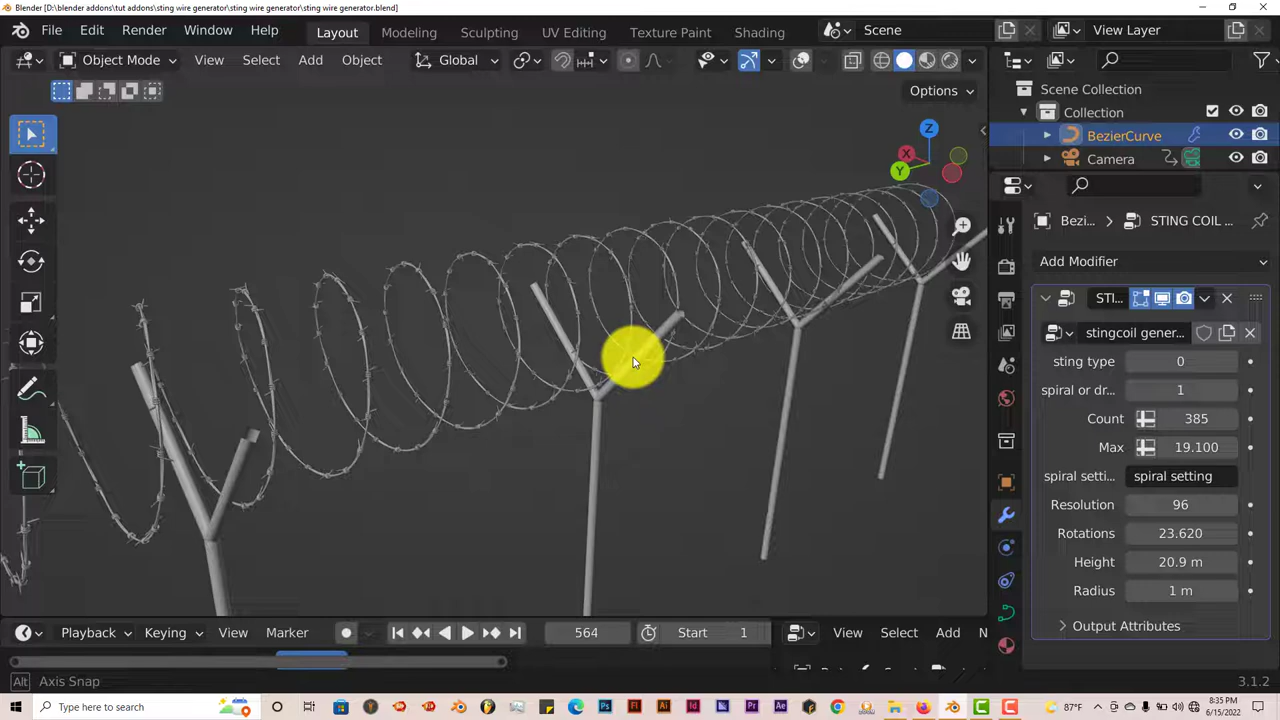 Blender [D:\blender addons\tut addons\sting wire generator\sting wire generator\sting wire generator.blend]
File Edit Render Window Help Layout Modeling Sculpting UV Editing Texture Paint Shading Scene View Layer
Object Mode View Select Add Object Global
Options
Scene Collection
Collection
BezierCurve
Camera
Z
X
Y
Bezi... STING COIL ...
Add Modifier
STI...
stingcoil gener...
sting type 0
spiral or dr... 1
Count 385
Max 19.100
spiral setti... spiral setting
Resolution 96
Rotations 23.620
Height 20.9 m
Radius 1 m
Output Attributes
Playback Keying View Marker 564 Start 1 View Select Add N
Alt Axis Snap 3.1.2
Type here to search
87°F
8:35 PM
6/15/2022